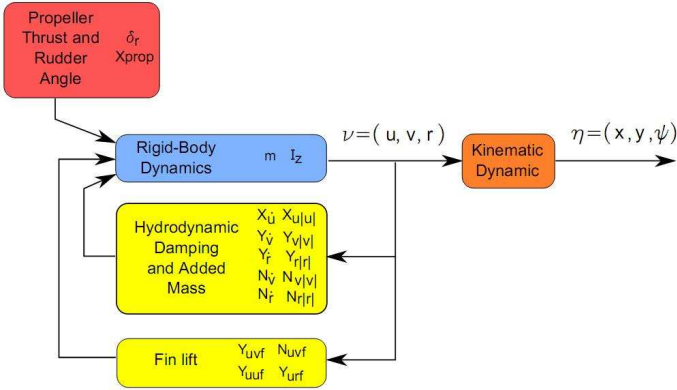 Propeller
Thrust and
Rudder
Angle
δr
Xprop
Rigid-Body
Dynamics
m Iz
ν=( u, v, r )
Kinematic
Dynamic
η=( x, y, ψ)
Hydrodynamic
Damping
and Added
Mass
Xu̇ Xu|u|
Yv̇ Yv|v|
Yṙ Yr|r|
Nv̇ Nv|v|
Nṙ Nr|r|
Fin lift
Yuvf Nuvf
Yuuf Yurf